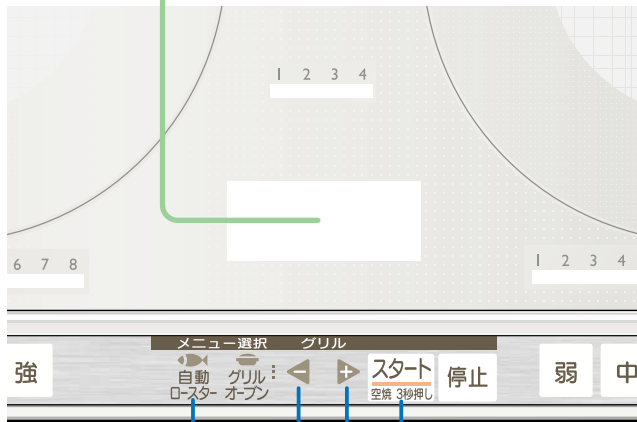 1 2 3 4
6 7 8
1 2 3 4
メニュー選択 グリル
強
自動
ロースター
グリル
オーブン
スタート
空焼 3秒押し
停止
弱
中